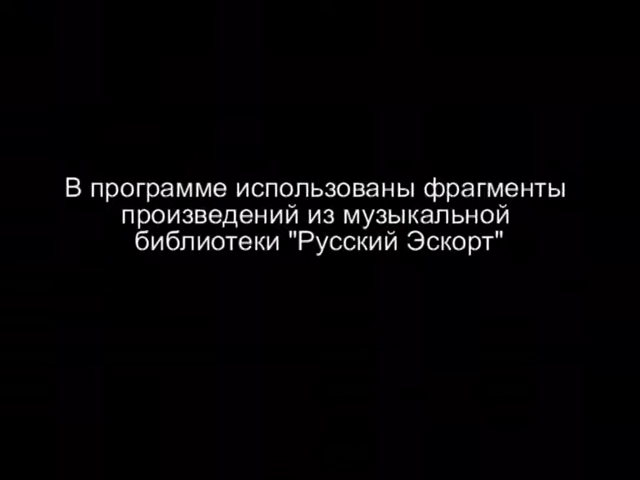 В программе использованы фрагменты
произведений из музыкальной
библиотеки "Русский Эскорт"